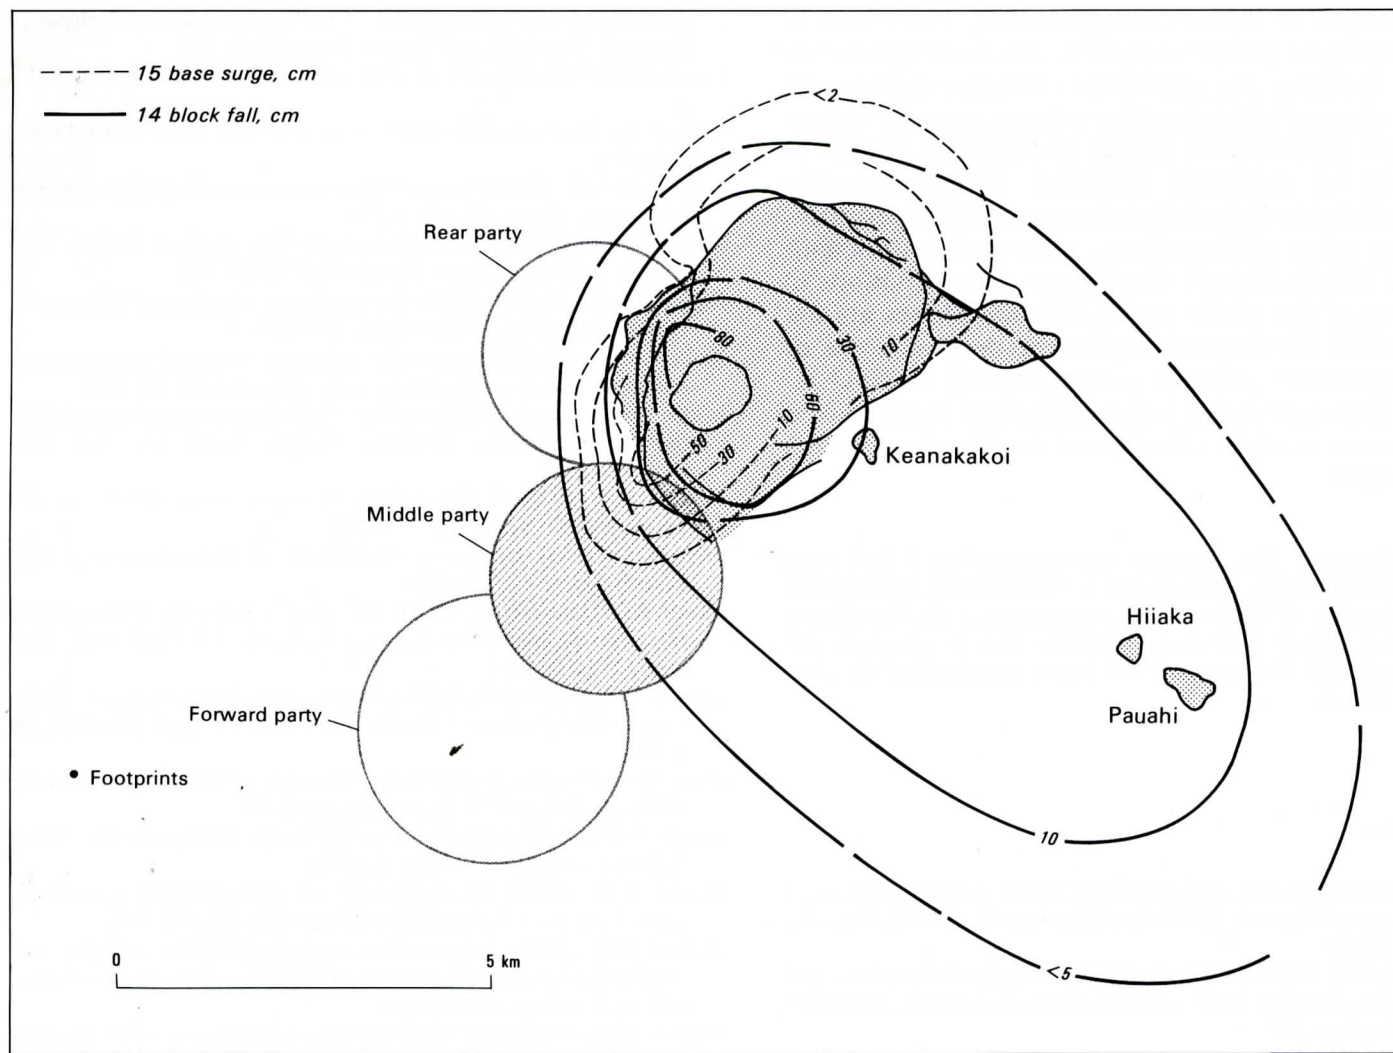 15 base surge, cm
14 block fall, cm
<2
Rear party
80
30
10
60
10
50
30
Keanakakoi
Middle party
Hiiaka
Pauahi
Forward party
Footprints
10
<5
0 5 km